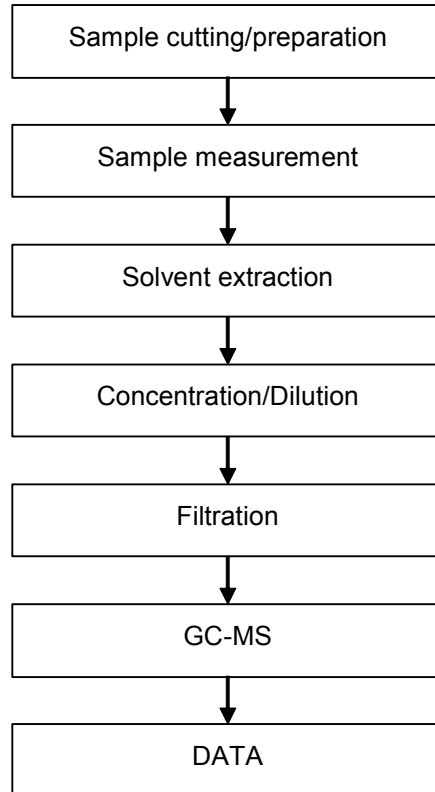 Sample cutting/preparation
Sample measurement
Solvent extraction
Concentration/Dilution
Filtration
GC-MS
DATA